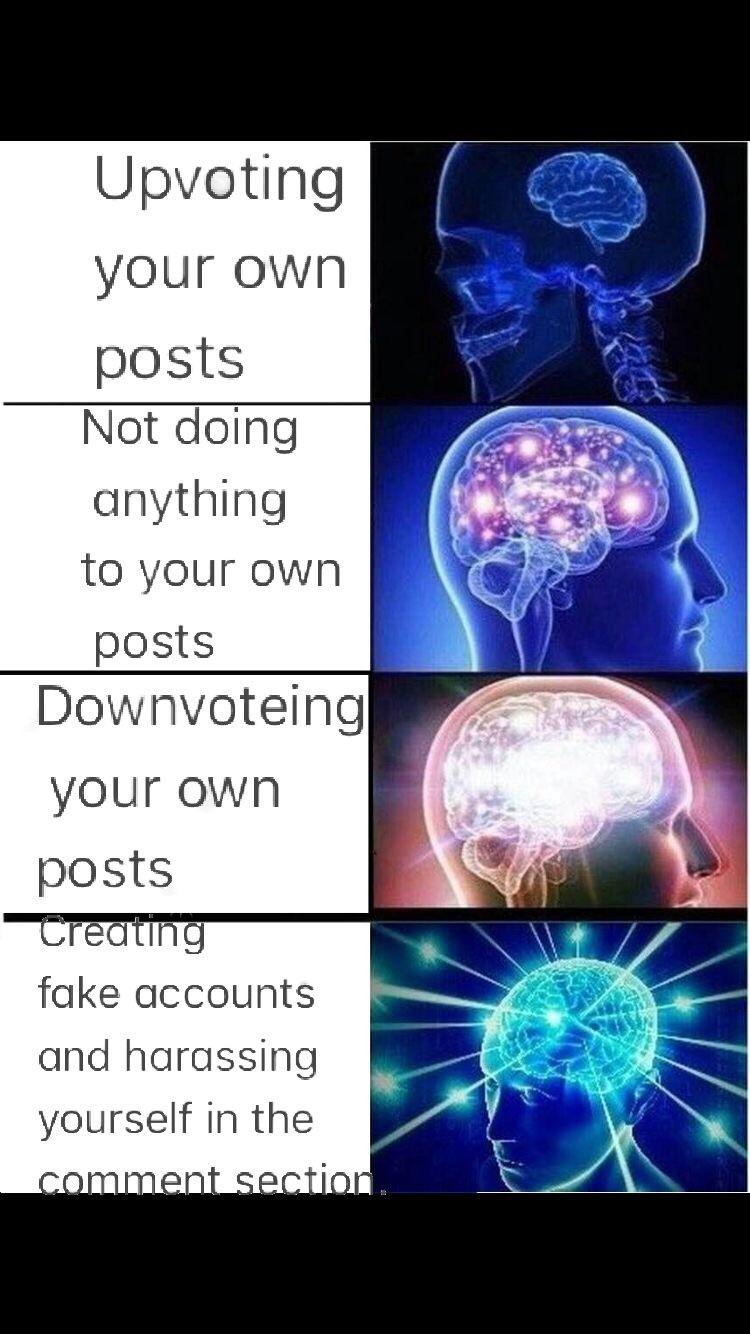 Upvoting
your own
posts
Not doing
anything
to your own
posts
Downvoteing
your own
posts
Creating
fake accounts
and harassing
yourself in the
comment section.